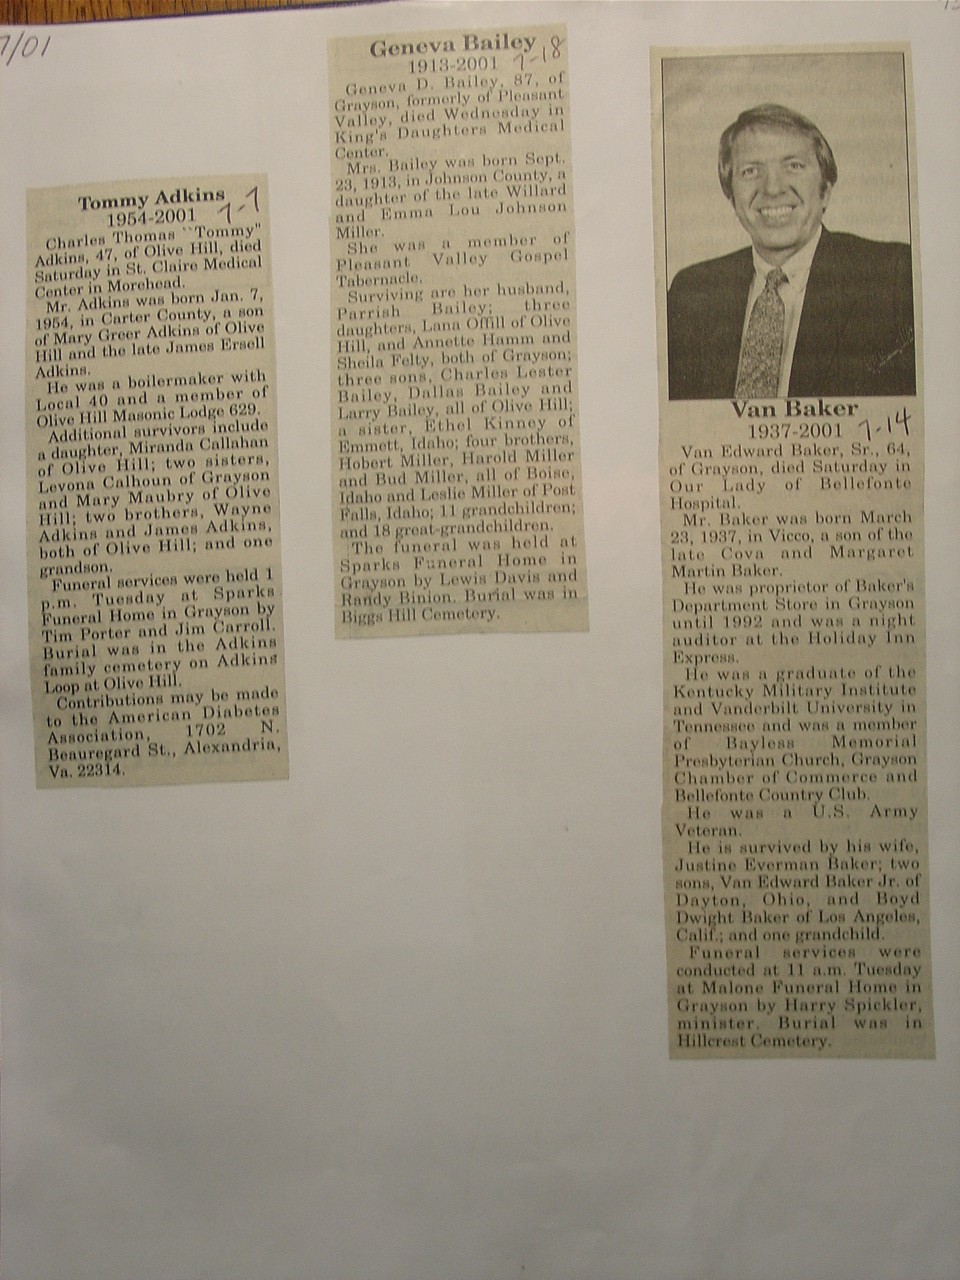 7/01
Tommy Adkins
1954-2001 7-7
Charles Thomas "Tommy"
Adkins, 47, of Olive Hill, died
Saturday in St. Claire Medical
Center in Morehead.
Mr. Adkins was born Jan. 7,
1954, in Carter County, a son
of Mary Greer Adkins of Olive
Hill and the late James Ersell
Adkins.
He was a boilermaker with
Local 40 and a member of
Olive Hill Masonic Lodge 629.
Additional survivors include
a daughter, Miranda Callahan
of Olive Hill; two sisters,
Levona Calhoun of Grayson
and Mary Maubry of Olive
Hill; two brothers, Wayne
Adkins and James Adkins,
both of Olive Hill; and one
grandson.
Funeral services were held 1
p.m. Tuesday at Sparks
Funeral Home in Grayson by
Tim Porter and Jim Carroll.
Burial was in the Adkins
family cemetery on Adkins
Loop at Olive Hill.
Contributions may be made
to the American Diabetes
Association, 1702 N.
Beauregard St., Alexandria,
Va. 22314.
Geneva Bailey
1913-2001 7-18
Geneva D. Bailey, 87, of
Grayson, formerly of Pleasant
Valley, died Wednesday in
King's Daughters Medical
Center.
Mrs. Bailey was born Sept.
23, 1913, in Johnson County, a
daughter of the late Willard
and Emma Lou Johnson
Miller.
She was a member of
Pleasant Valley Gospel
Tabernacle.
Surviving are her husband,
Parrish Bailey; three
daughters, Lana Offill of Olive
Hill, and Annette Hamm and
Sheila Felty, both of Grayson;
three sons, Charles Lester
Bailey, Dallas Bailey and
Larry Bailey, all of Olive Hill;
a sister, Ethel Kinney of
Emmett, Idaho; four brothers,
Hobert Miller, Harold Miller
and Bud Miller, all of Boise,
Idaho and Leslie Miller of Post
Falls, Idaho; 11 grandchildren;
and 18 great-grandchildren.
The funeral was held at
Sparks Funeral Home in
Grayson by Lewis Davis and
Randy Binion. Burial was in
Biggs Hill Cemetery.
Van Baker
1937-2001 7-14
Van Edward Baker, Sr., 64,
of Grayson, died Saturday in
Our Lady of Bellefonte
Hospital.
Mr. Baker was born March
23, 1937, in Vicco, a son of the
late Cova and Margaret
Martin Baker.
He was proprietor of Baker's
Department Store in Grayson
until 1992 and was a night
auditor at the Holiday Inn
Express.
He was a graduate of the
Kentucky Military Institute
and Vanderbilt University in
Tennessee and was a member
of Bayless Memorial
Presbyterian Church, Grayson
Chamber of Commerce and
Bellefonte Country Club.
He was a U.S. Army
Veteran.
He is survived by his wife,
Justine Everman Baker; two
sons, Van Edward Baker Jr. of
Dayton, Ohio, and Boyd
Dwight Baker of Los Angeles,
Calif.; and one grandchild.
Funeral services were
conducted at 11 a.m. Tuesday
at Malone Funeral Home in
Grayson by Harry Spickler,
minister. Burial was in
Hillcrest Cemetery.